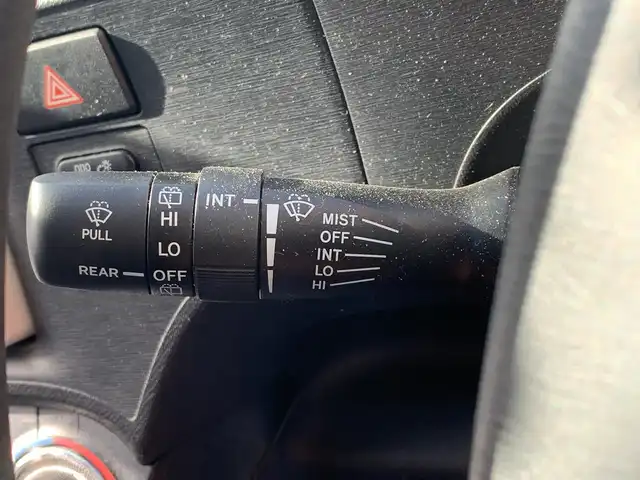 PULL
REAR
HI
LO
OFF
INT
MIST
OFF
INT
LO
HI